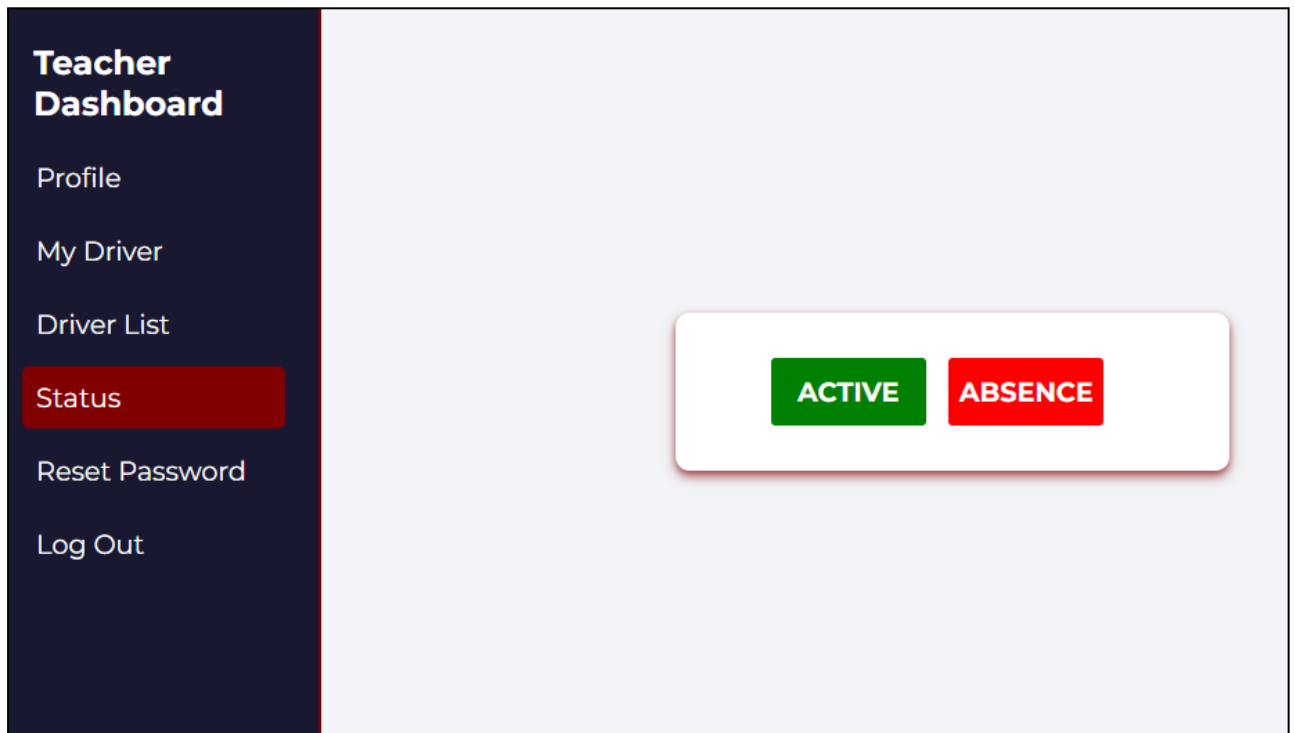 Teacher
Dashboard
Profile
My Driver
Driver List
Status
Reset Password
Log Out
ACTIVE ABSENCE